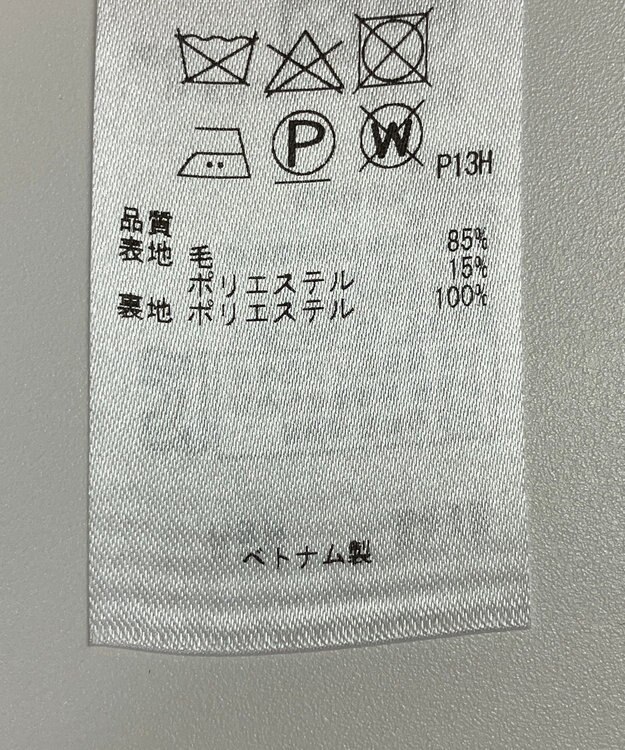 P W P13H
品質
表地 毛 85%
ポリエステル 15%
裏地 ポリエステル 100%
ベトナム製